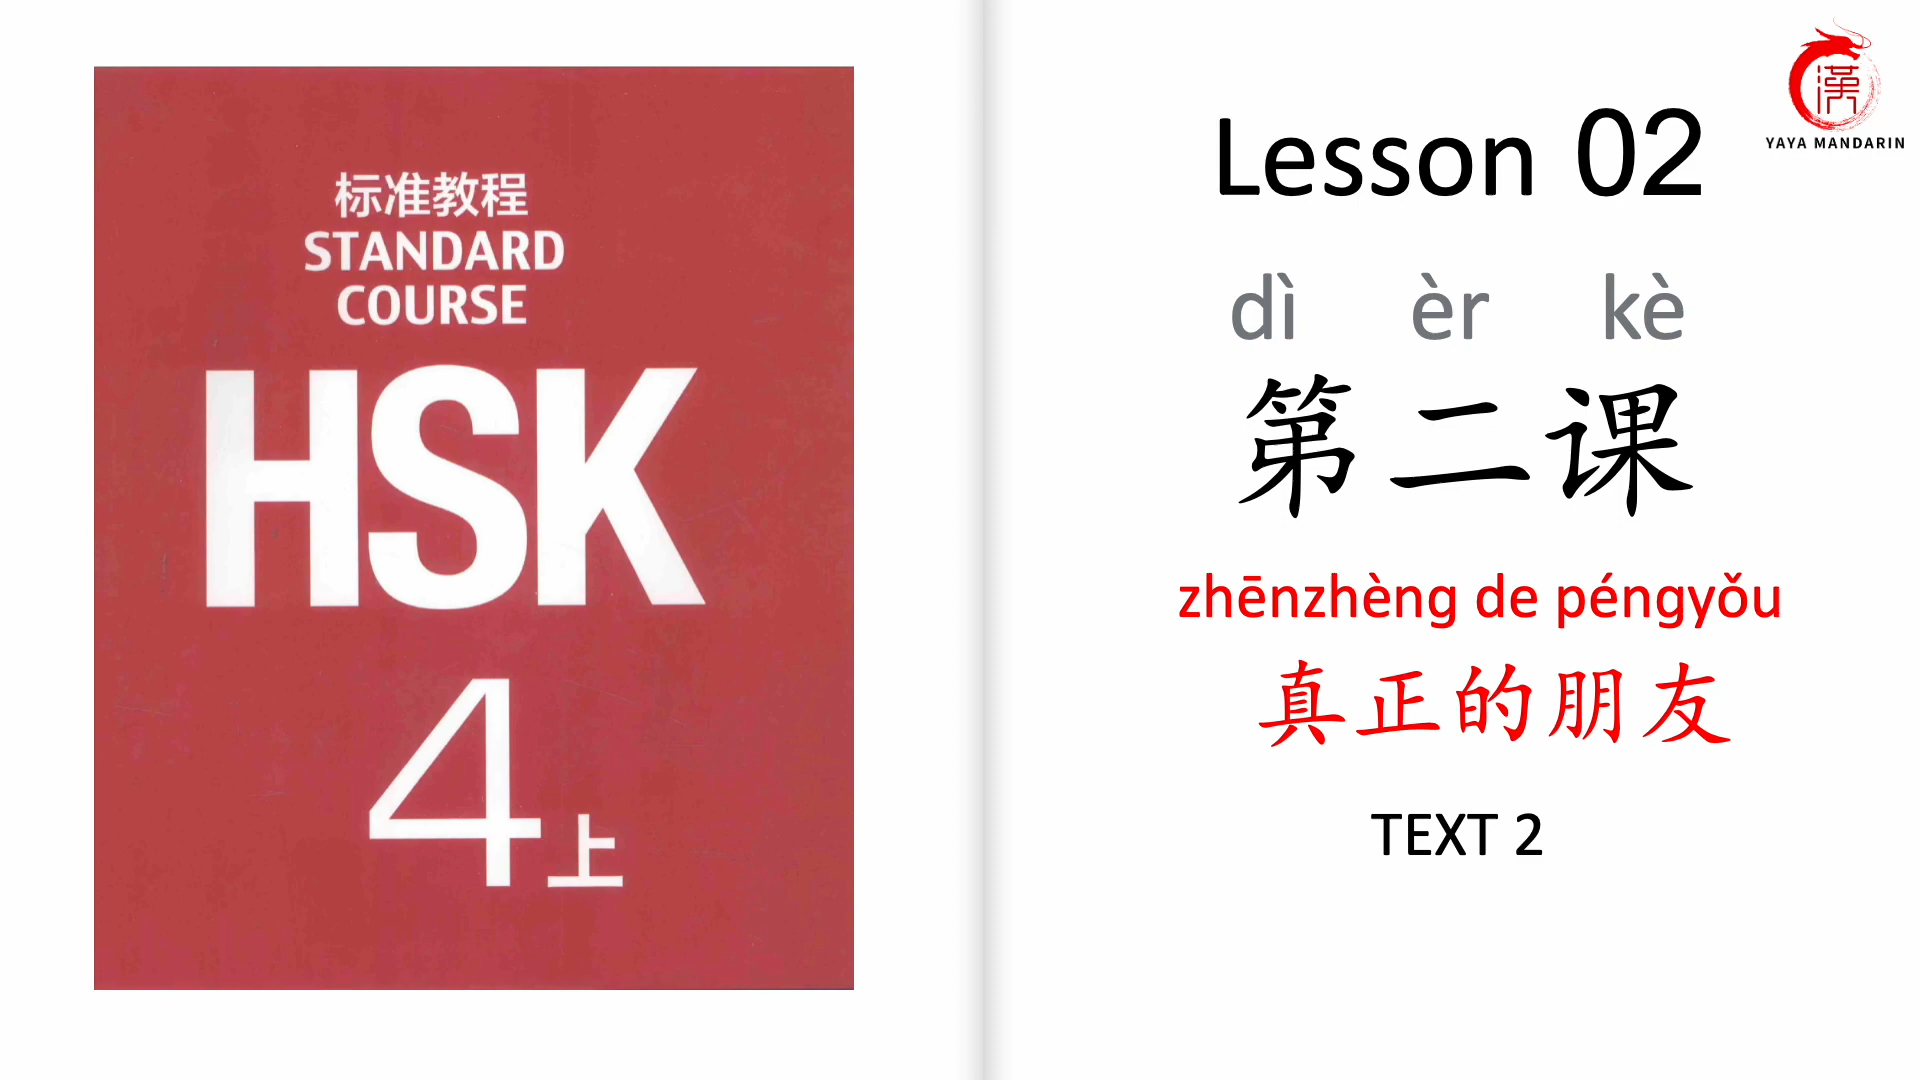 标准教程
STANDARD
COURSE
HSK
4上
漢
YAYA MANDARIN
Lesson 02
dì èr kè
第二课
zhēnzhèng de péngyǒu
真正的朋友
TEXT 2